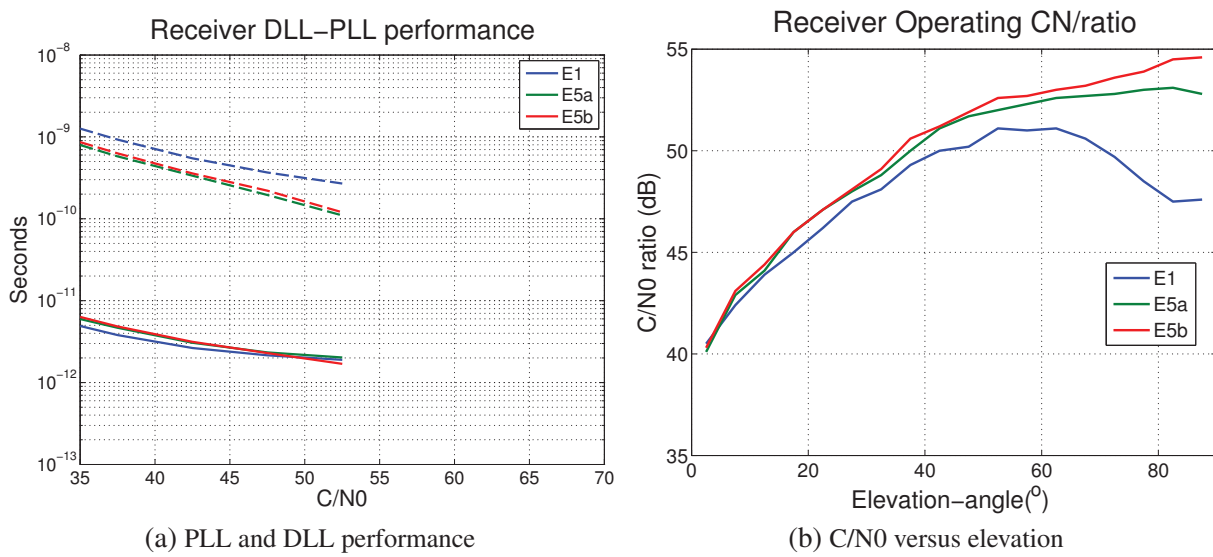 Receiver DLL−PLL performance
10^-8
10^-9
10^-10
10^-11
10^-12
10^-13
Seconds
E1
E5a
E5b
35 40 45 50 55 60 65 70
C/N0
(a) PLL and DLL performance
Receiver Operating CN/ratio
55
50
45
40
35
C/N0 ratio (dB)
E1
E5a
E5b
0 20 40 60 80
Elevation−angle(^o)
(b) C/N0 versus elevation